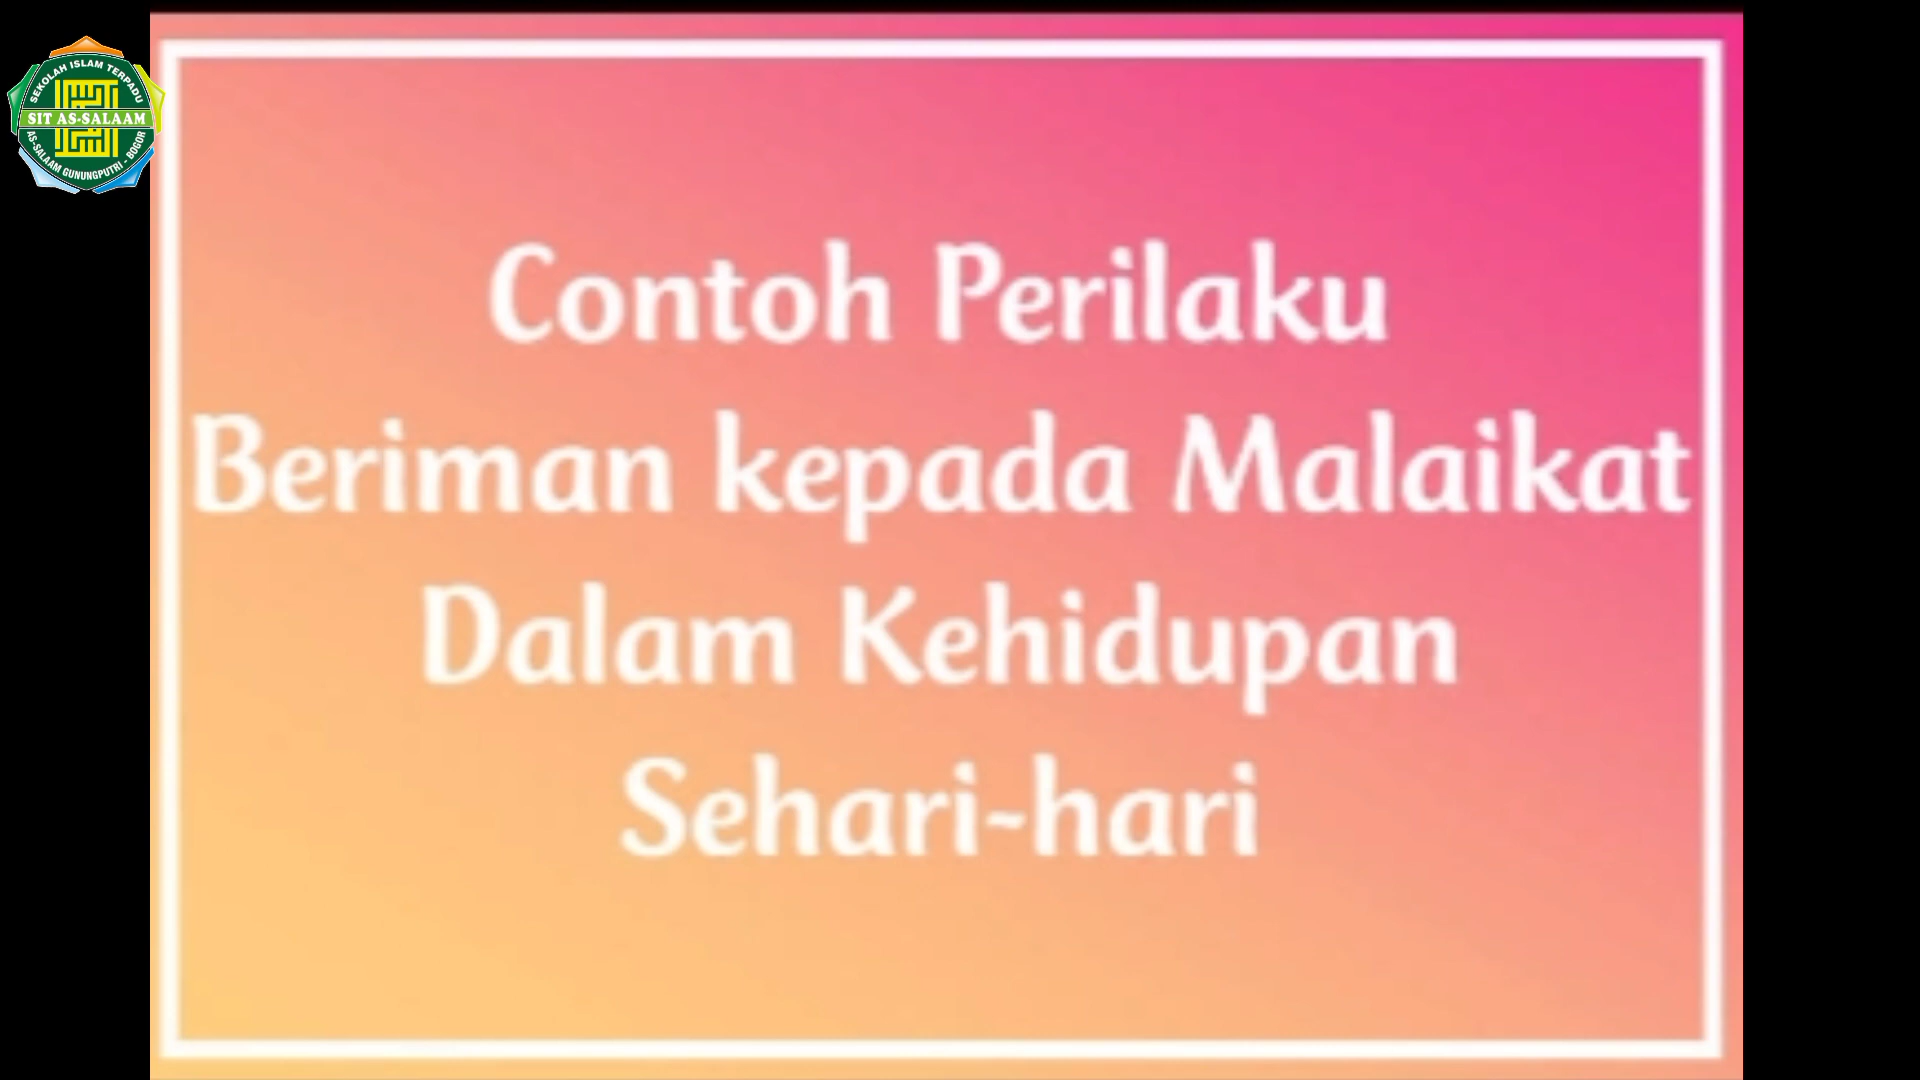 SEKOLAH ISLAM TERPADU
SIT AS-SALAAM
AS-SALAAM GUNUNGPUTRI - BOGOR
Contoh Perilaku
Beriman kepada Malaikat
Dalam Kehidupan
Sehari-hari